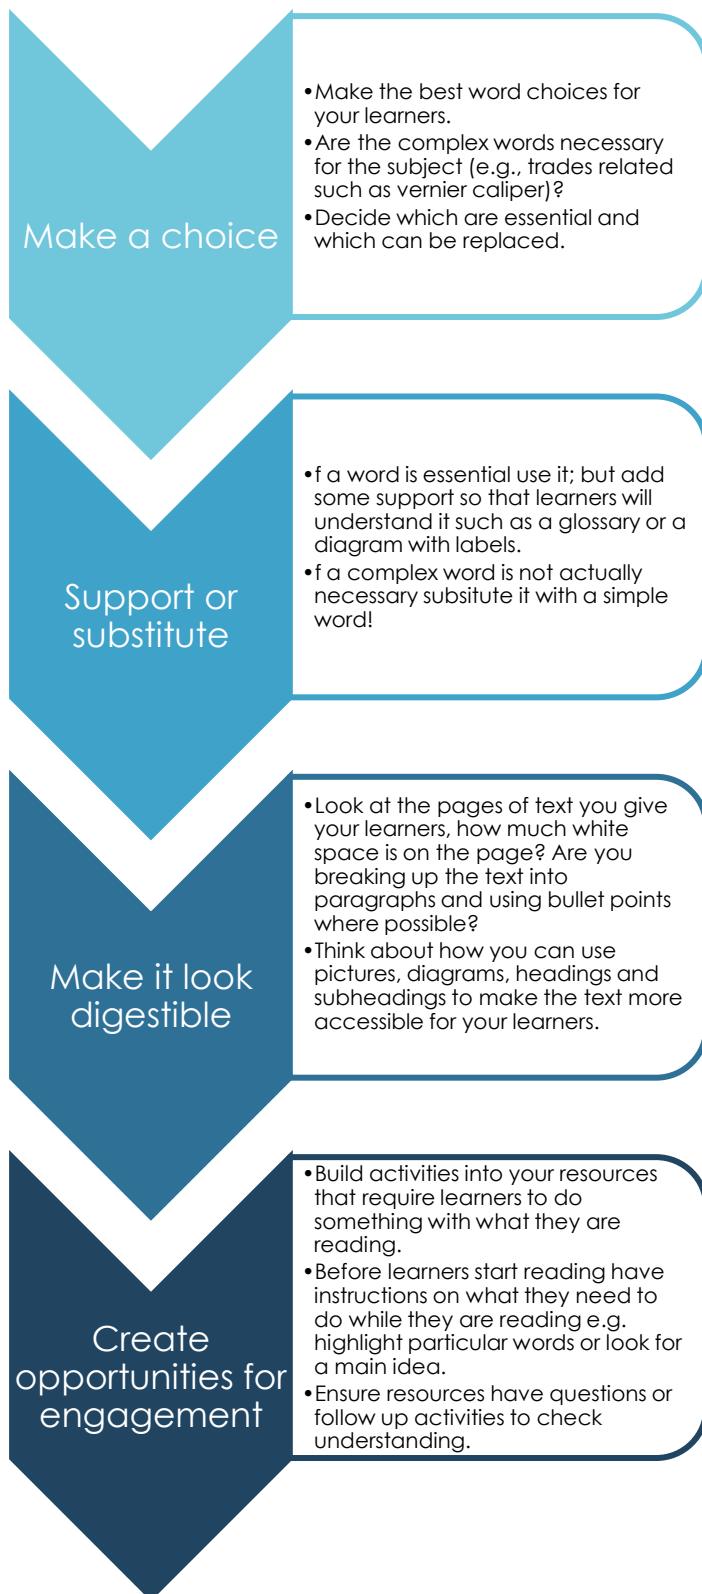 Make a choice
•Make the best word choices for
your learners.
•Are the complex words necessary
for the subject (e.g., trades related
such as vernier caliper)?
•Decide which are essential and
which can be replaced.
Support or
substitute
•f a word is essential use it; but add
some support so that learners will
understand it such as a glossary or a
diagram with labels.
•f a complex word is not actually
necessary subsitute it with a simple
word!
Make it look
digestible
•Look at the pages of text you give
your learners, how much white
space is on the page? Are you
breaking up the text into
paragraphs and using bullet points
where possible?
•Think about how you can use
pictures, diagrams, headings and
subheadings to make the text more
accessible for your learners.
Create
opportunities for
engagement
•Build activities into your resources
that require learners to do
something with what they are
reading.
•Before learners start reading have
instructions on what they need to
do while they are reading e.g.
highlight particular words or look for
a main idea.
•Ensure resources have questions or
follow up activities to check
understanding.